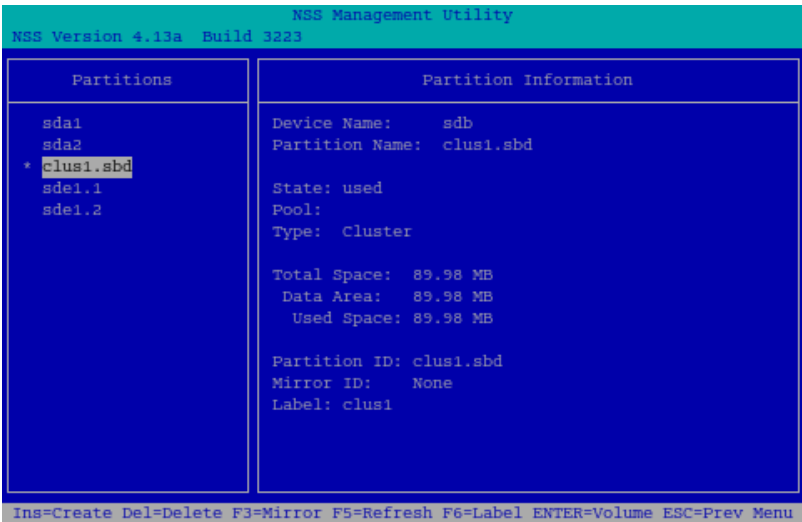 NSS Management Utility
NSS Version 4.13a Build 3223
Partitions
sda1
sda2
* clus1.sbd
sde1.1
sde1.2
Partition Information
Device Name: sdb
Partition Name: clus1.sbd
State: used
Pool:
Type: Cluster
Total Space: 89.98 MB
Data Area: 89.98 MB
Used Space: 89.98 MB
Partition ID: clus1.sbd
Mirror ID: None
Label: clus1
Ins=Create Del=Delete F3=Mirror F5=Refresh F6=Label ENTER=Volume ESC=Prev Menu